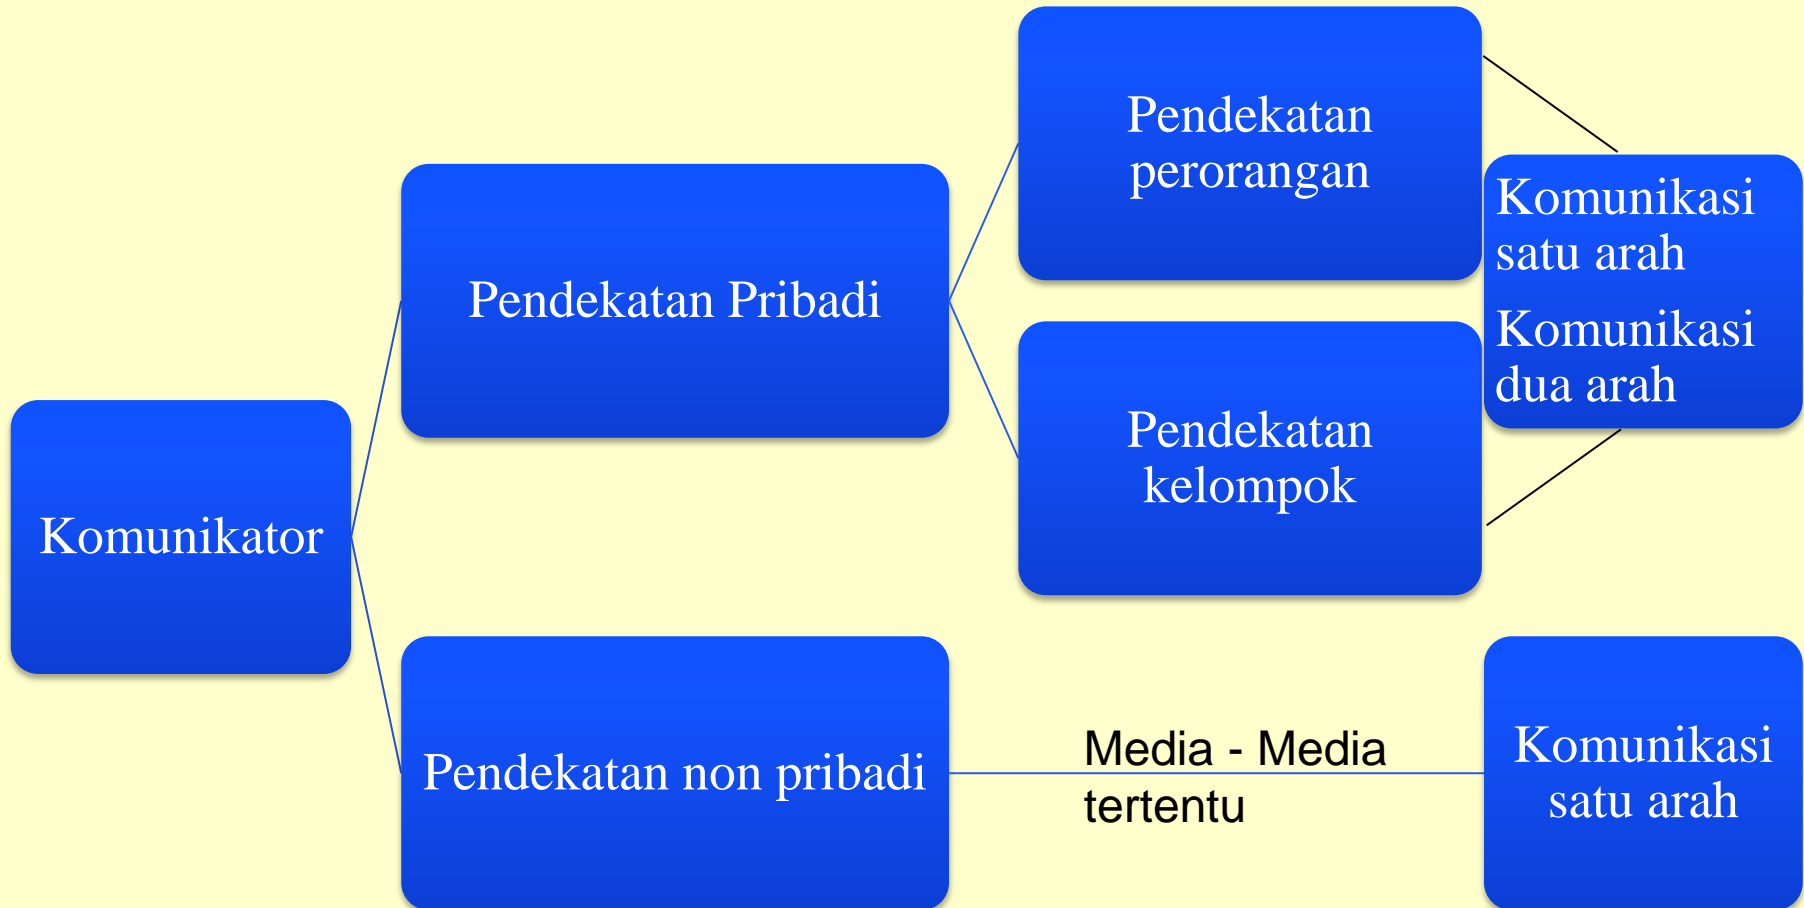 Komunikator
Pendekatan Pribadi
Pendekatan
perorangan
Pendekatan
kelompok
Komunikasi
satu arah
Komunikasi
dua arah
Pendekatan non pribadi
Media - Media
tertentu
Komunikasi
satu arah